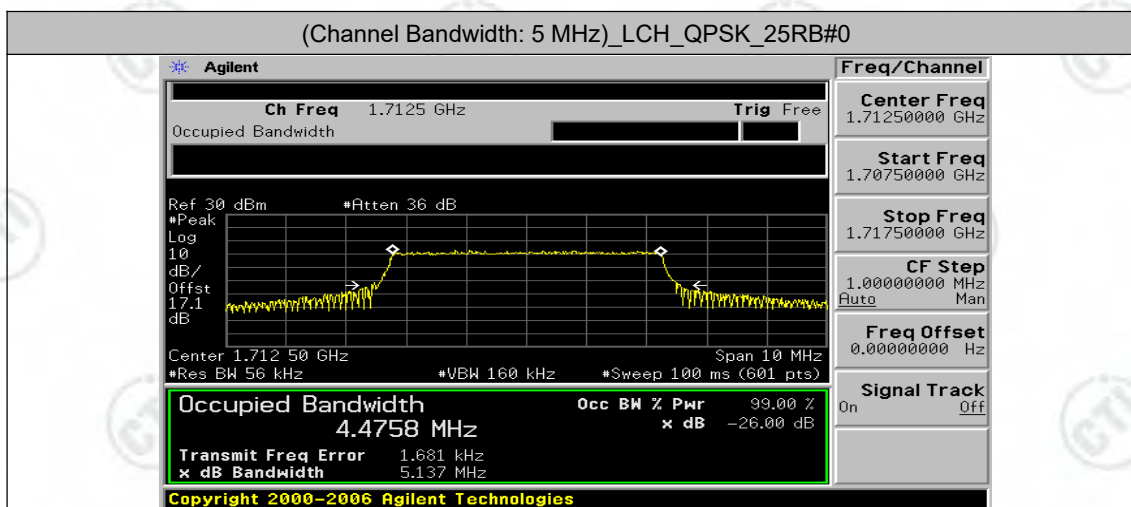 (Channel Bandwidth: 5 MHz)_LCH_QPSK_25RB#0
Agilent
Freq/Channel
Ch Freq 1.7125 GHz Trig Free
Occupied Bandwidth
Center Freq
1.71250000 GHz
Start Freq
1.70750000 GHz
Stop Freq
1.71750000 GHz
CF Step
1.00000000 MHz
Auto Man
Freq Offset
0.00000000 Hz
Signal Track
On Off
Ref 30 dBm #Atten 36 dB
#Peak
Log
10
dB/
Offst
17.1
dB
Center 1.712 50 GHz Span 10 MHz
#Res BW 56 kHz #VBW 160 kHz #Sweep 100 ms (601 pts)
Occupied Bandwidth Occ BW % Pwr 99.00 %
4.4758 MHz x dB -26.00 dB
Transmit Freq Error 1.681 kHz
x dB Bandwidth 5.137 MHz
Copyright 2000-2006 Agilent Technologies